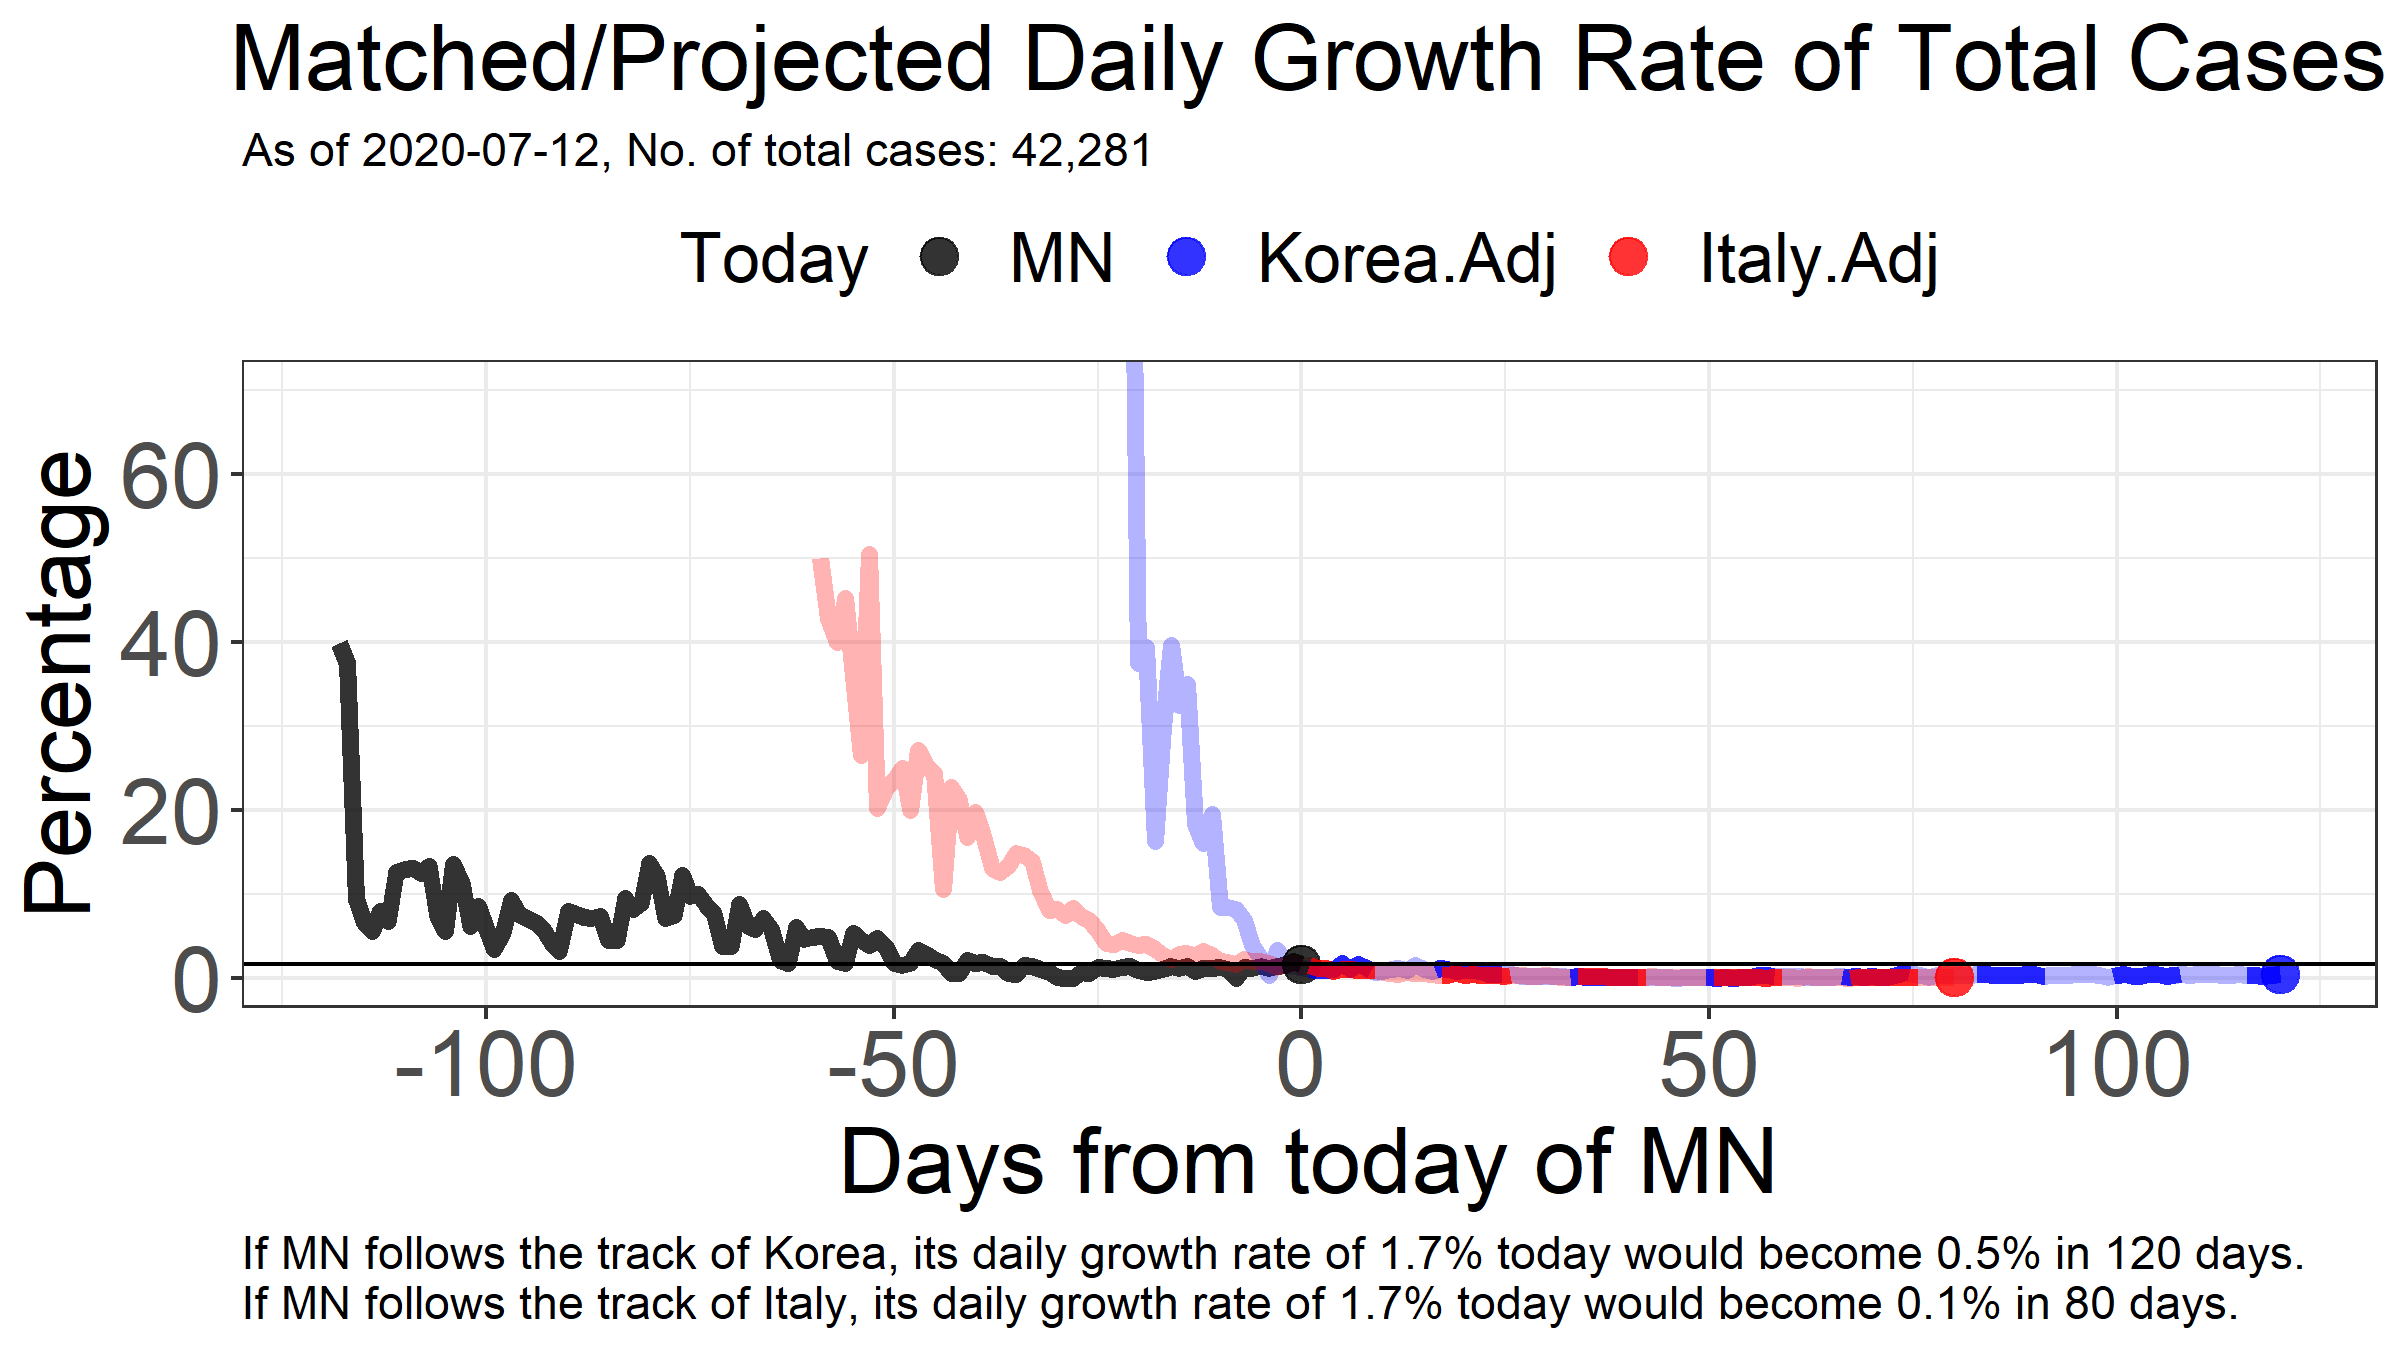 Matched/Projected Daily Growth Rate of Total Cases
As of 2020-07-12, No. of total cases: 42,281
Today MN Korea.Adj Italy.Adj
Percentage
60
40
20
0
-100 -50 0 50 100
Days from today of MN
If MN follows the track of Korea, its daily growth rate of 1.7% today would become 0.5% in 120 days.
If MN follows the track of Italy, its daily growth rate of 1.7% today would become 0.1% in 80 days.